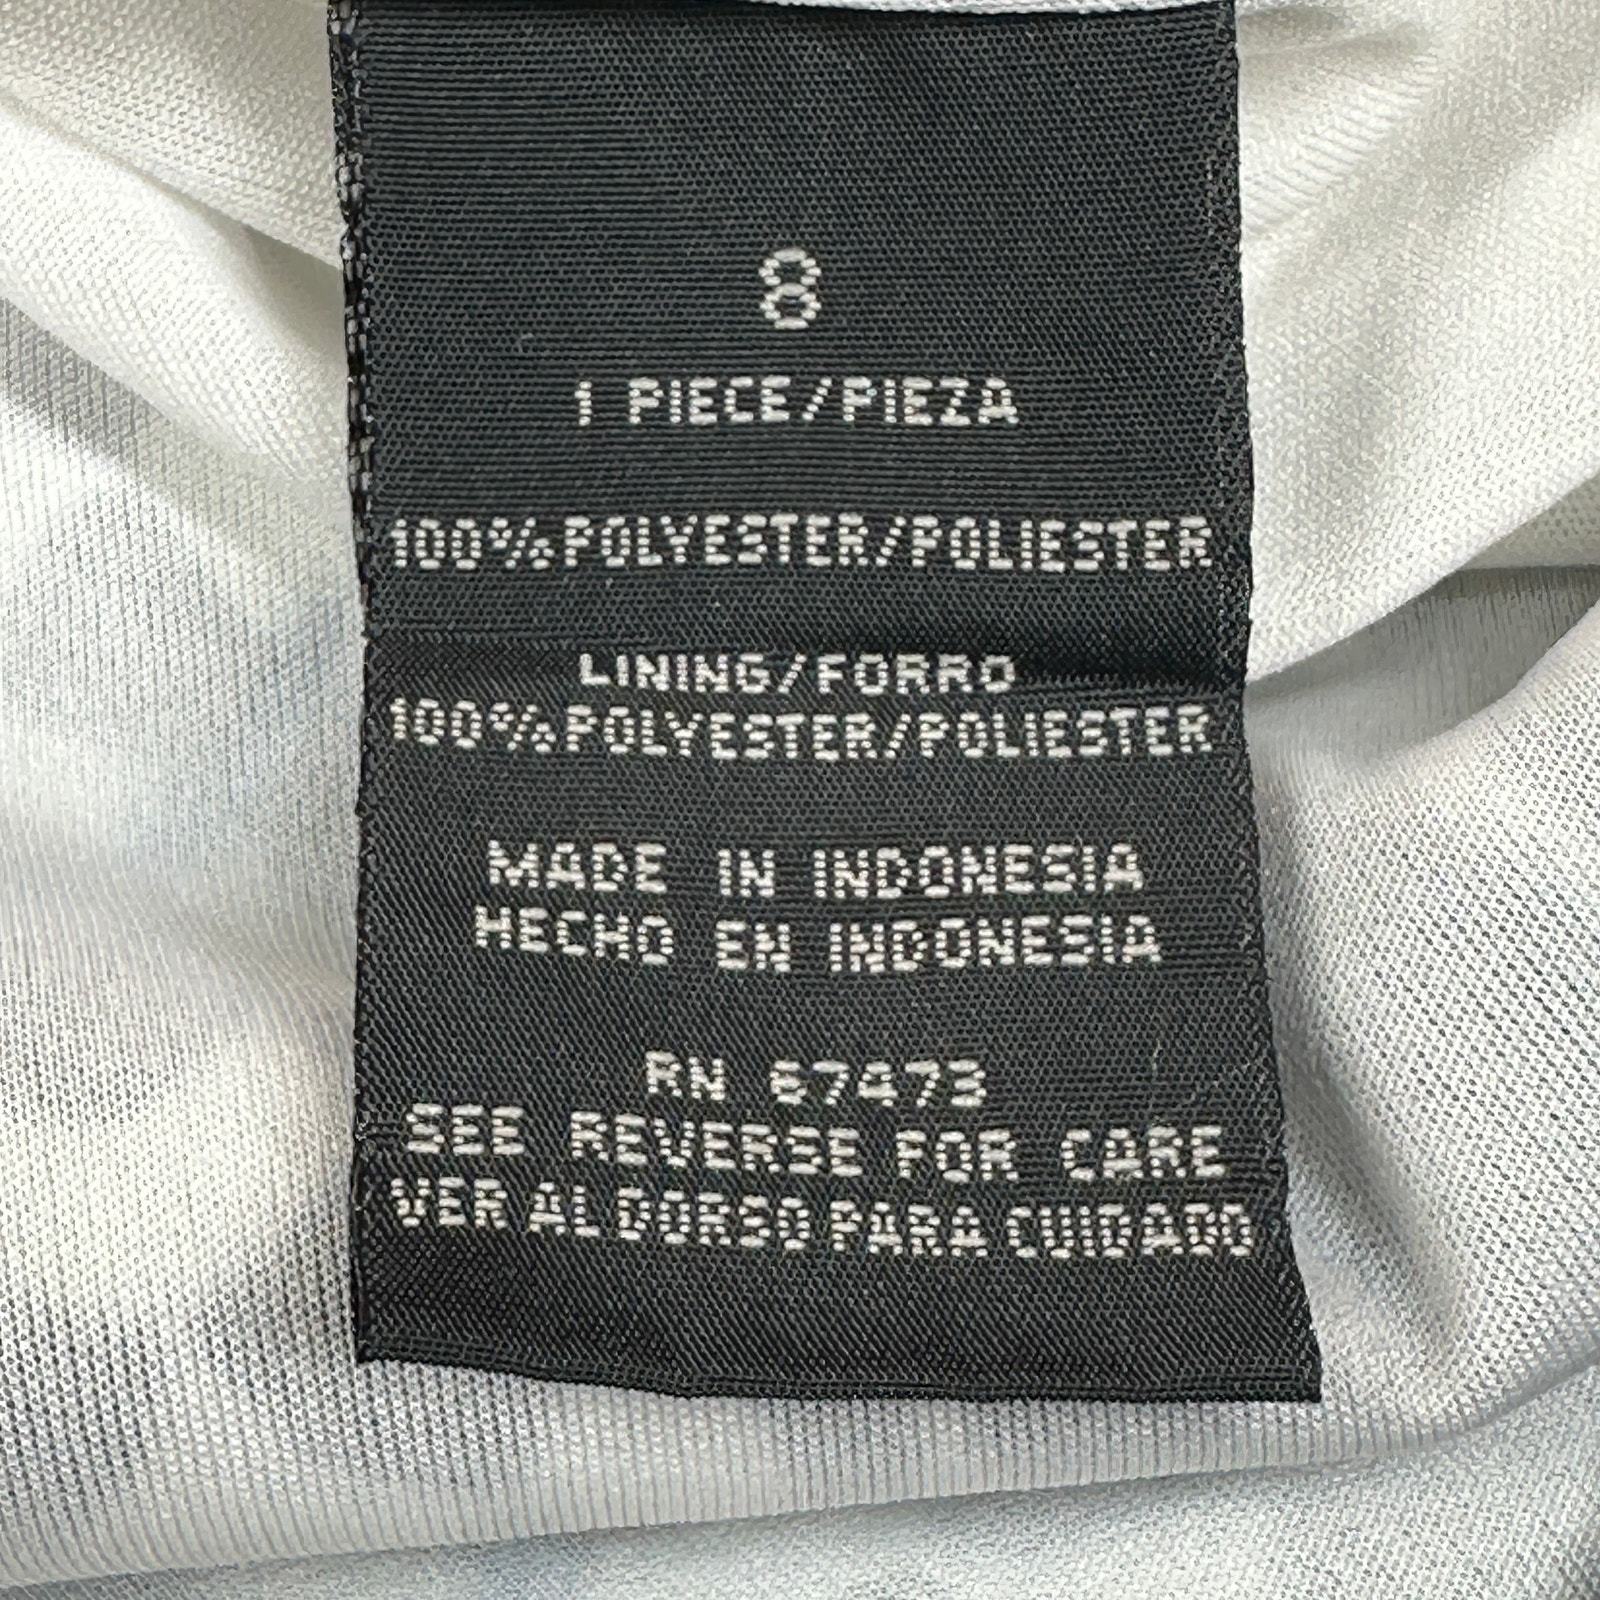 8
1 PIECE/PIEZA
100% POLYESTER/POLIESTER
LINING/FORRO
100% POLYESTER/POLIESTER
MADE IN INDONESIA
HECHO EN INDONESIA
RN 67473
SEE REVERSE FOR CARE
VER AL DORSO PARA CUIDADO